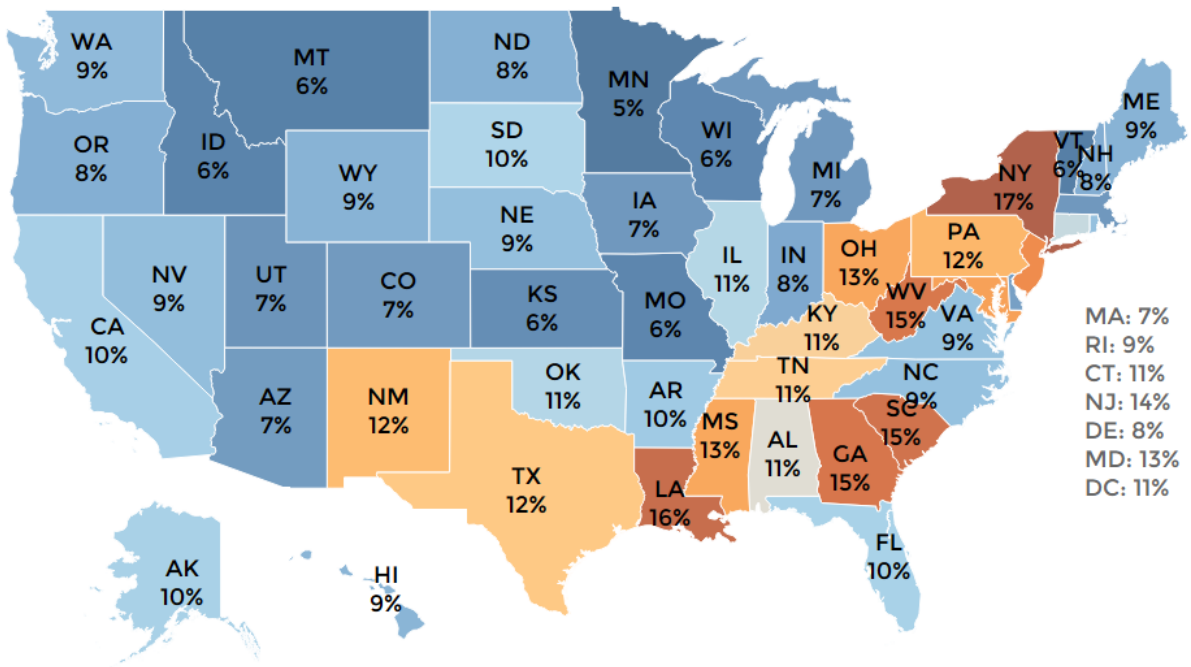 WA
9%
MT
6%
ND
8%
MN
5%
OR
8%
ID
6%
WY
9%
SD
10%
WI
6%
MI
7%
NY
17%
VT
6%
NH
8%
ME
9%
NV
9%
UT
7%
CO
7%
NE
9%
IA
7%
IL
11%
IN
8%
OH
13%
PA
12%
CA
10%
KS
6%
MO
6%
KY
11%
WV
15%
VA
9%
AZ
7%
NM
12%
OK
11%
AR
10%
TN
11%
NC
9%
SC
15%
MS
13%
AL
11%
GA
15%
TX
12%
LA
16%
FL
10%
AK
10%
HI
9%
MA: 7%
RI: 9%
CT: 11%
NJ: 14%
DE: 8%
MD: 13%
DC: 11%